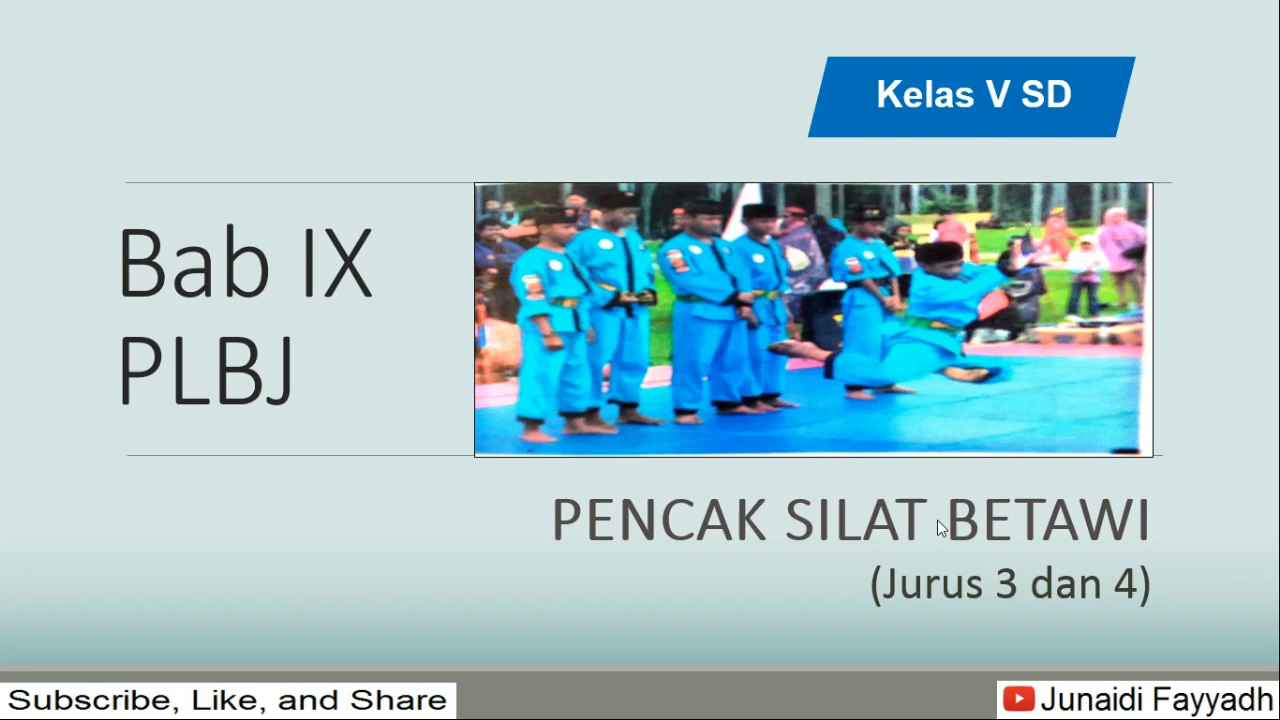 Kelas V SD
Bab IX
PLBJ
PENCAK SILAT BETAWI
(Jurus 3 dan 4)
Subscribe, Like, and Share
Junaidi Fayyadh